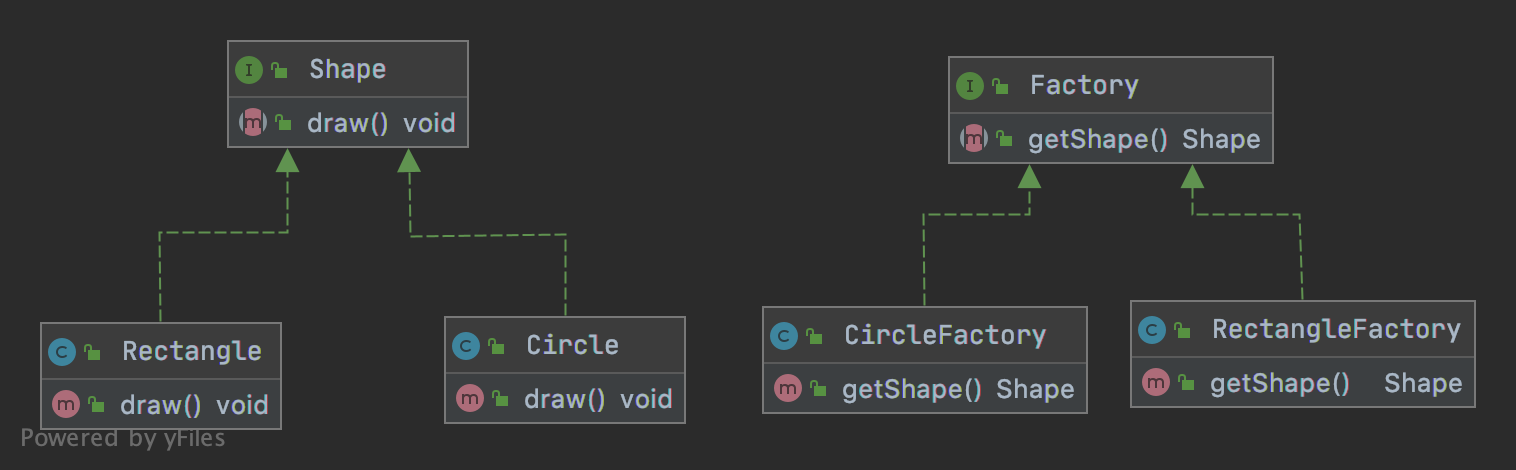 I Shape
m draw() void
I Factory
m getShape() Shape
C Rectangle
m draw() void
C Circle
m draw() void
C CircleFactory
m getShape() Shape
C RectangleFactory
m getShape() Shape
Powered by yFiles